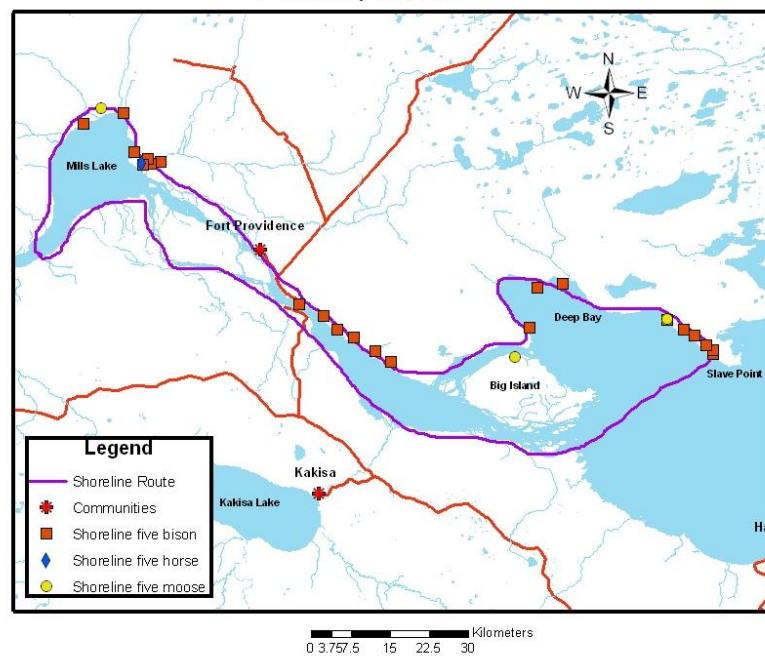 N
W E
S
Mills Lake
Fort Providence
Deep Bay
Slave Point
Big Island
Legend
Shoreline Route
Communities
Shoreline five bison
Shoreline five horse
Shoreline five moose
Kakisa
Kakisa Lake
Ha
Kilometers
0 3.757.5 15 22.5 30